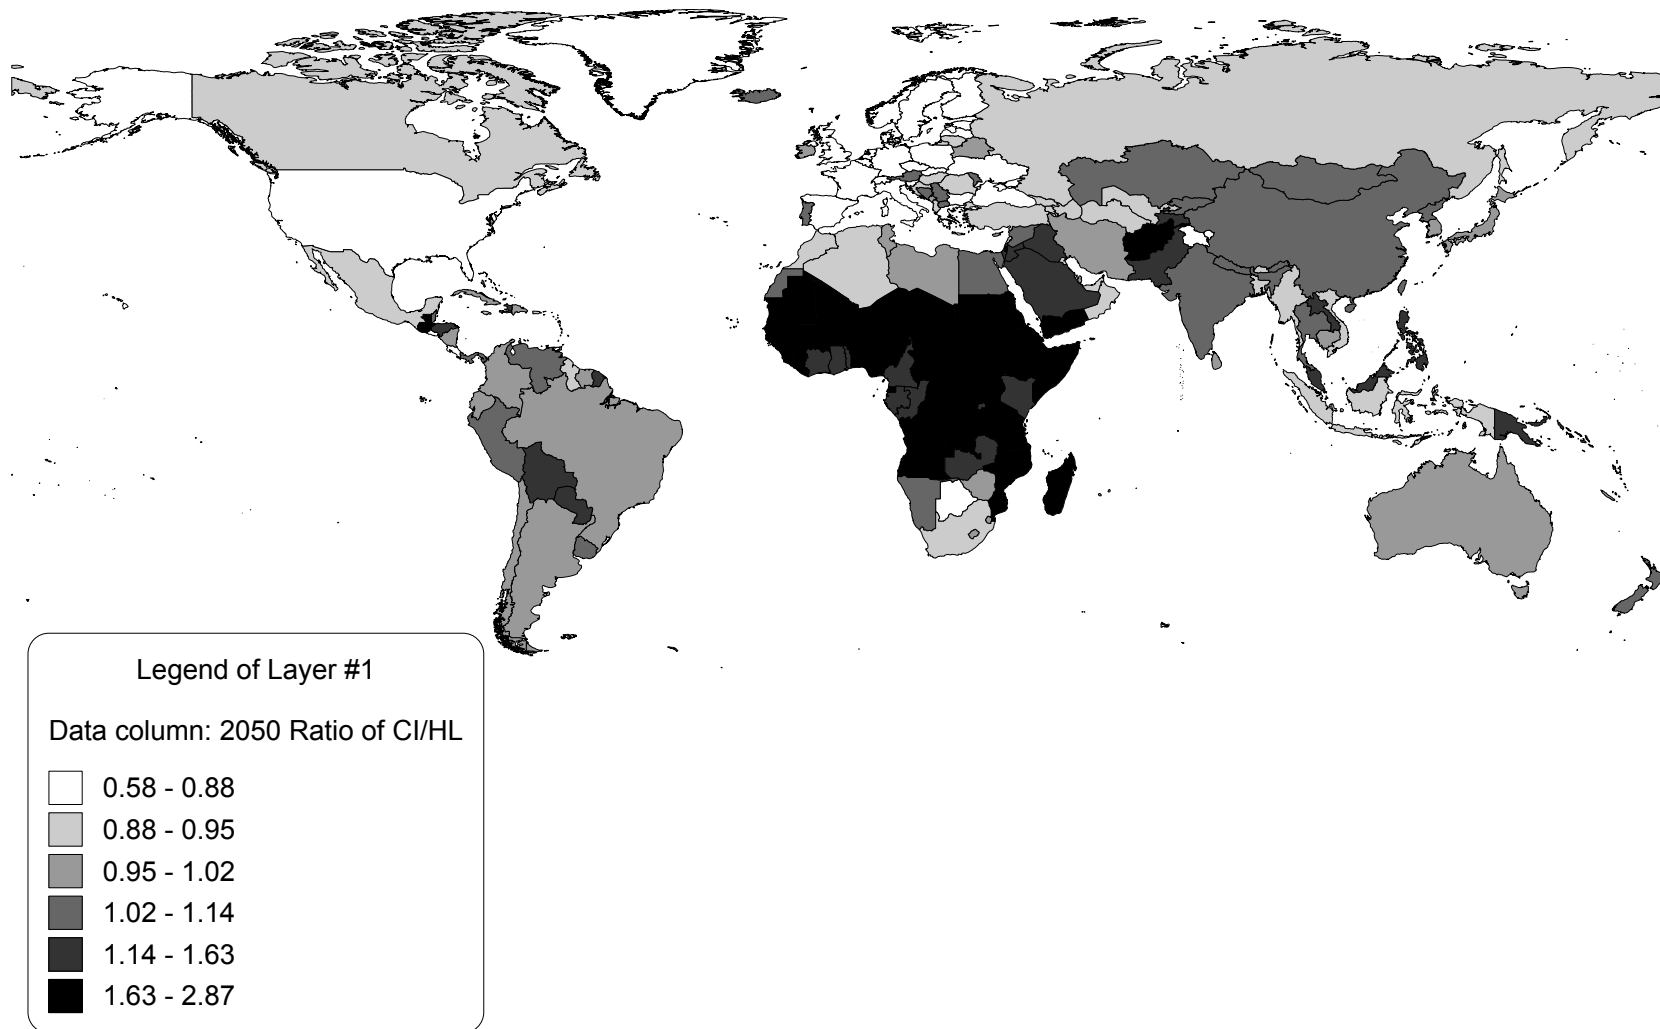 Legend of Layer #1
Data column: 2050 Ratio of CI/HL
0.58 - 0.88
0.88 - 0.95
0.95 - 1.02
1.02 - 1.14
1.14 - 1.63
1.63 - 2.87